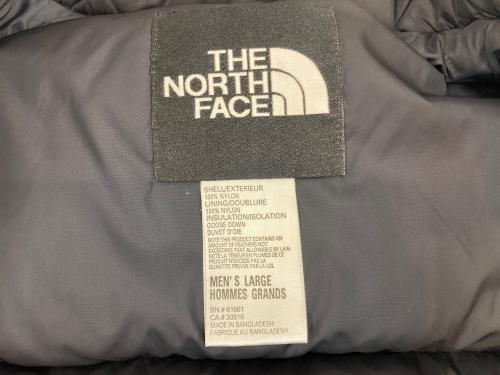 THE
NORTH
FACE
SHELL/EXTERIEUR
100% NYLON
LINING/DOUBLURE
100% NYLON
INSULATION/ISOLATION
GOOSE DOWN
DUVET D'OIE
NOTE:THIS PRODUCT CONTAINS AN
AMOUNT OF FEATHERS NOT
EXCEEDING THAT ALLOWABLE BY LAW.
NOTE:LA TENEUR EN PLUMES DE CE
PRODUIT N'EXCÈDE PAS LA
QUANTITE PREVUE PAR LA LOI.
MEN'S LARGE
HOMMES GRANDS
RN # 61661
CA # 30516
MADE IN BANGLADESH
FABRIQUE AU BANGLADESH